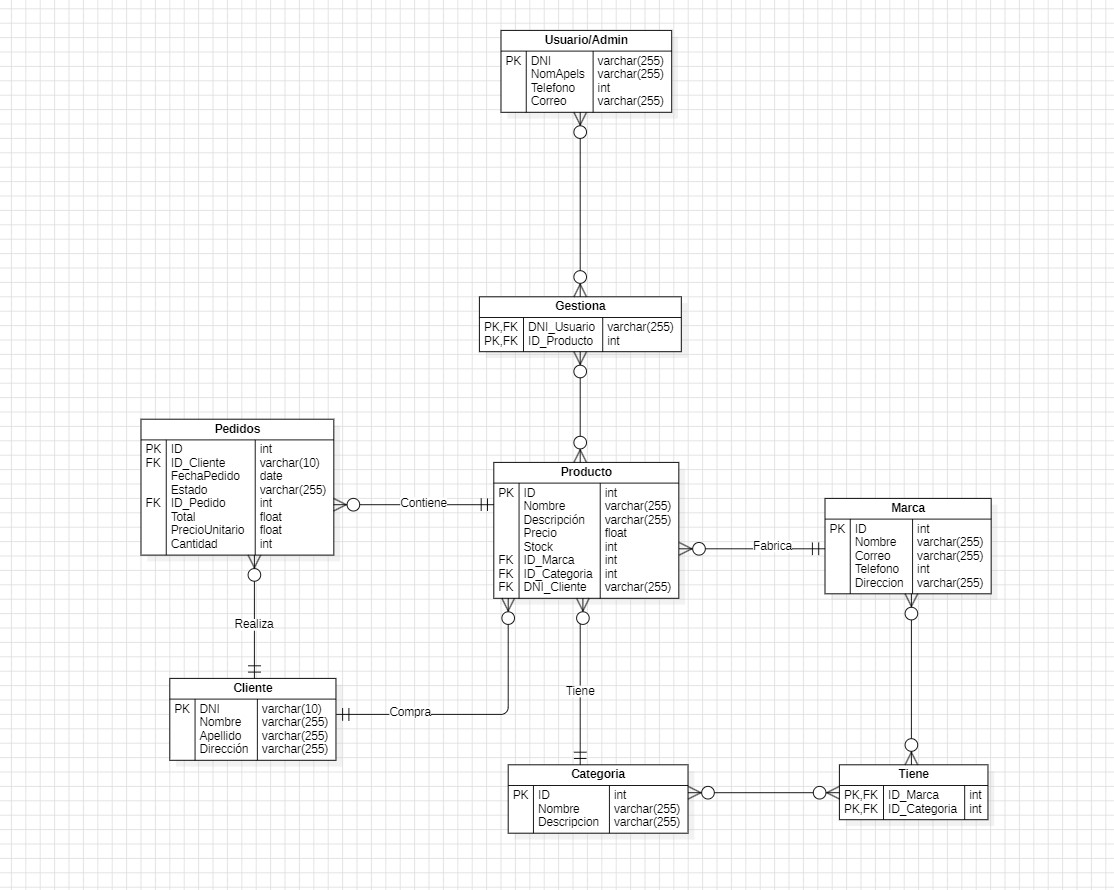 Usuario/Admin
PK DNI varchar(255)
NomApels varchar(255)
Telefono int
Correo varchar(255)
Gestiona
PK,FK DNI_Usuario varchar(255)
PK,FK ID_Producto int
Pedidos
PK ID int
FK ID_Cliente varchar(10)
FechaPedido date
Estado varchar(255)
FK ID_Pedido int
Total float
PrecioUnitario float
Cantidad int
Contiene
Producto
PK ID int
Nombre varchar(255)
Descripción varchar(255)
Precio float
Stock int
FK ID_Marca int
FK ID_Categoria int
FK DNI_Cliente varchar(255)
Fabrica
Marca
PK ID int
Nombre varchar(255)
Correo varchar(255)
Telefono int
Direccion varchar(255)
Realiza
Cliente
PK DNI varchar(10)
Nombre varchar(255)
Apellido varchar(255)
Dirección varchar(255)
Compra
Tiene
Categoria
PK ID int
Nombre varchar(255)
Descripcion varchar(255)
Tiene
PK,FK ID_Marca int
PK,FK ID_Categoria int